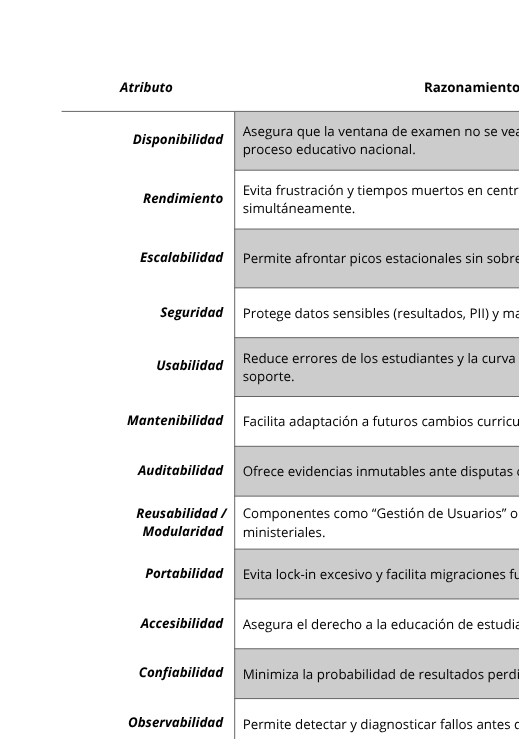 Atributo Razonamiento
Disponibilidad
Asegura que la ventana de examen no se vea
proceso educativo nacional.
Rendimiento
Evita frustración y tiempos muertos en centr
simultáneamente.
Escalabilidad
Permite afrontar picos estacionales sin sobre
Seguridad
Protege datos sensibles (resultados, PII) y ma
Usabilidad
Reduce errores de los estudiantes y la curva
soporte.
Mantenibilidad
Facilita adaptación a futuros cambios curricu
Auditabilidad
Ofrece evidencias inmutables ante disputas
Reusabilidad /
Modularidad
Componentes como “Gestión de Usuarios” o
ministeriales.
Portabilidad
Evita lock-in excesivo y facilita migraciones fu
Accesibilidad
Asegura el derecho a la educación de estudia
Confiabilidad
Minimiza la probabilidad de resultados perdi
Observabilidad
Permite detectar y diagnosticar fallos antes